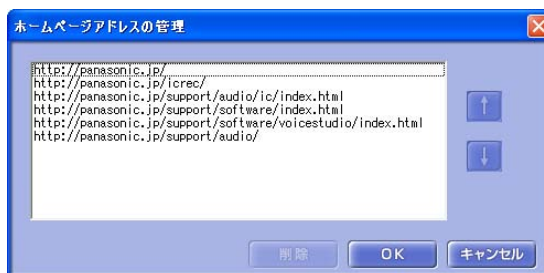 ホームページアドレスの管理
http://panasonic.jp/
http://panasonic.jp/icrec/
http://panasonic.jp/support/audio/ic/index.html
http://panasonic.jp/support/software/index.html
http://panasonic.jp/support/software/voicestudio/index.html
http://panasonic.jp/support/audio/
削除 OK キャンセル